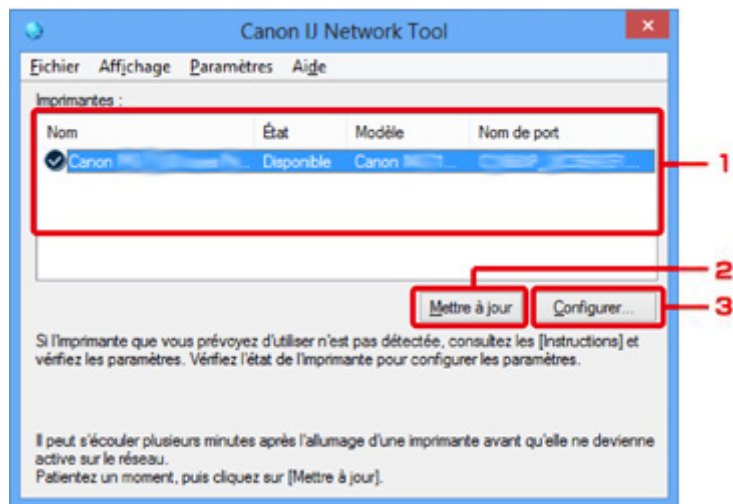 Canon IJ Network Tool
Fichier Affichage Paramètres Aide
Imprimantes :
Nom État Modèle Nom de port
Canon Disponible Canon
1
2
Mettre à jour Configurer...
3
Si l'imprimante que vous prévoyez d'utiliser n'est pas détectée, consultez les [Instructions] et
vérifiez les paramètres. Vérifiez l'état de l'imprimante pour configurer les paramètres.
Il peut s'écouler plusieurs minutes après l'allumage d'une imprimante avant qu'elle ne devienne
active sur le réseau.
Patientez un moment, puis cliquez sur [Mettre à jour].